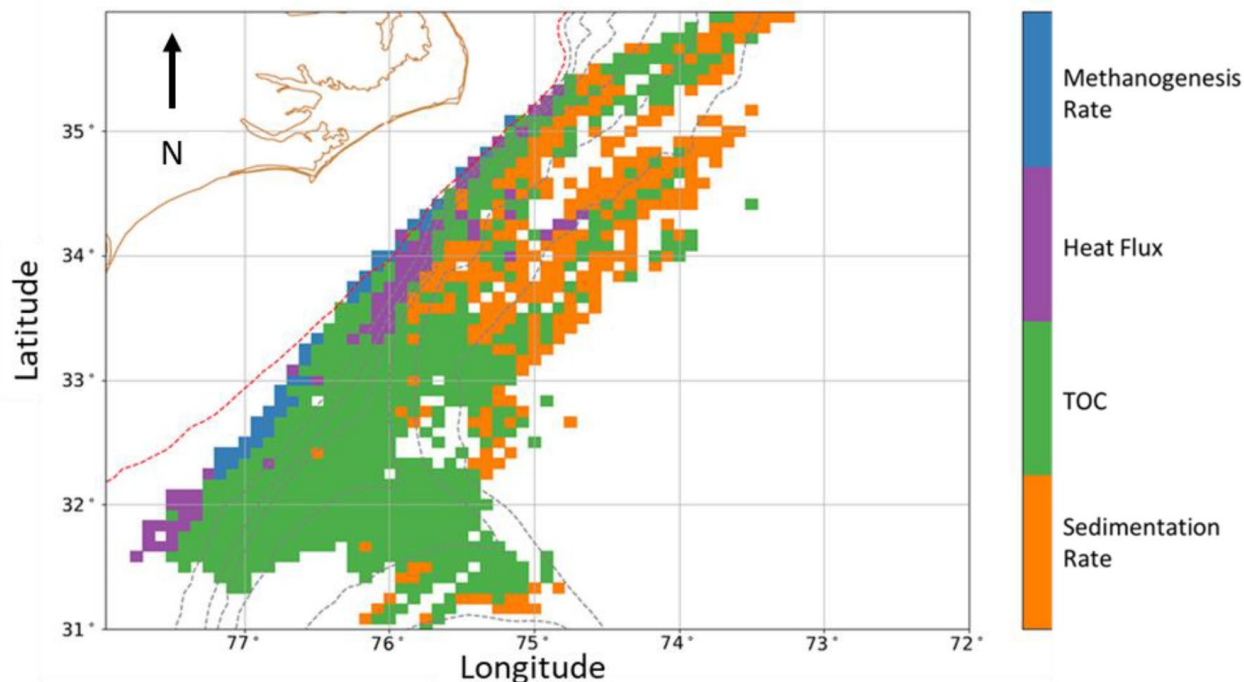 N
35°
34°
33°
32°
31°
Latitude
77°
76°
75°
74°
73°
72°
Longitude
Methanogenesis
Rate
Heat Flux
TOC
Sedimentation
Rate